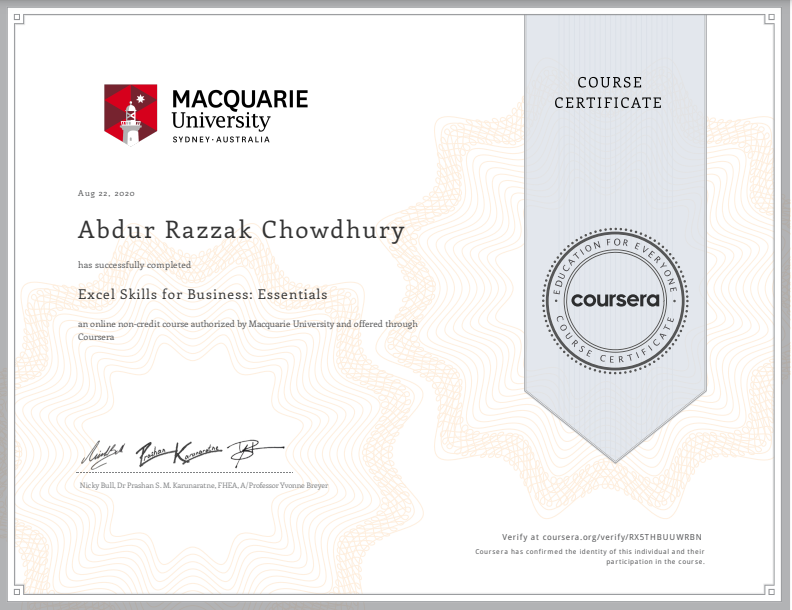 COURSE
CERTIFICATE
MACQUARIE
University
SYDNEY·AUSTRALIA
Aug 22, 2020
Abdur Razzak Chowdhury
has successfully completed
Excel Skills for Business: Essentials
an online non-credit course authorized by Macquarie University and offered through
Coursera
EDUCATION FOR EVERYONE
coursera
COURSE CERTIFICATE
Prashan Karunaratne
Nicky Bull, Dr Prashan S. M. Karunaratne, FHEA, A/Professor Yvonne Breyer
Verify at coursera.org/verify/RX5THBUUWRBN
Coursera has confirmed the identity of this individual and their
participation in the course.